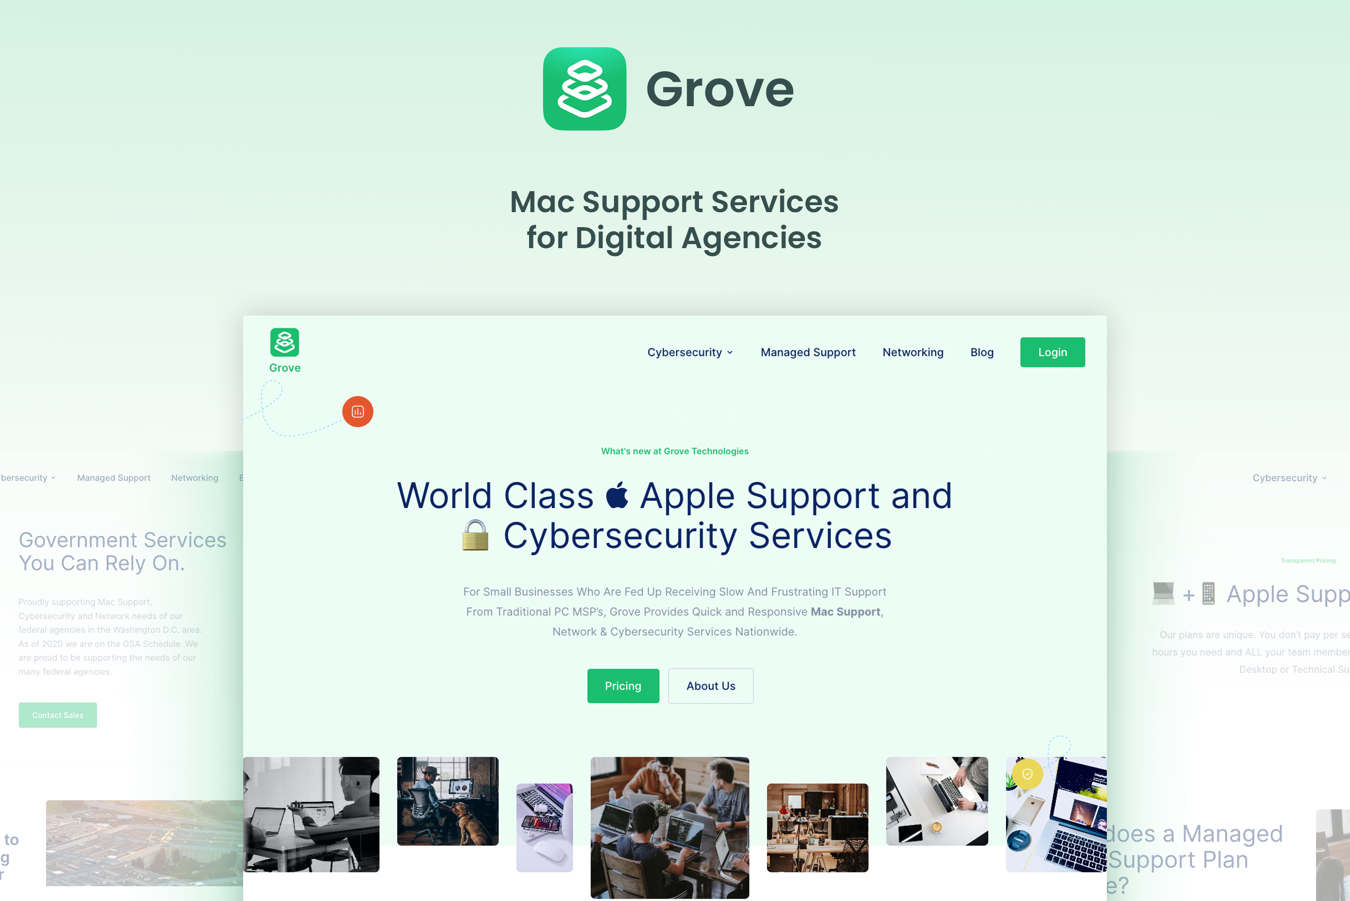 Grove
Mac Support Services
for Digital Agencies
Grove
Cybersecurity
Managed Support
Networking
Blog
Login
What's new at Grove Technologies
World Class Apple Support and
Cybersecurity Services
For Small Businesses Who Are Fed Up Receiving Slow And Frustrating IT Support
From Traditional PC MSP's, Grove Provides Quick and Responsive Mac Support,
Network & Cybersecurity Services Nationwide.
Pricing
About Us
bersecurity
Managed Support
Networking
B
Government Services
You Can Rely On.
Proudly supporting Mac Support,
Cybersecurity and Network needs of our
federal agencies in the Washington D.C. area.
As of 2020 we are on the GSA Schedule. We
are proud to be supporting the needs of our
many federal agencies.
Contact Sales
to
g
r
Cybersecurity
Transparent Pricing
+ Apple Supp
Our plans are unique. You don't pay per se
hours you need and ALL your team member
Desktop or Technical Su
does a Managed
Support Plan
e?